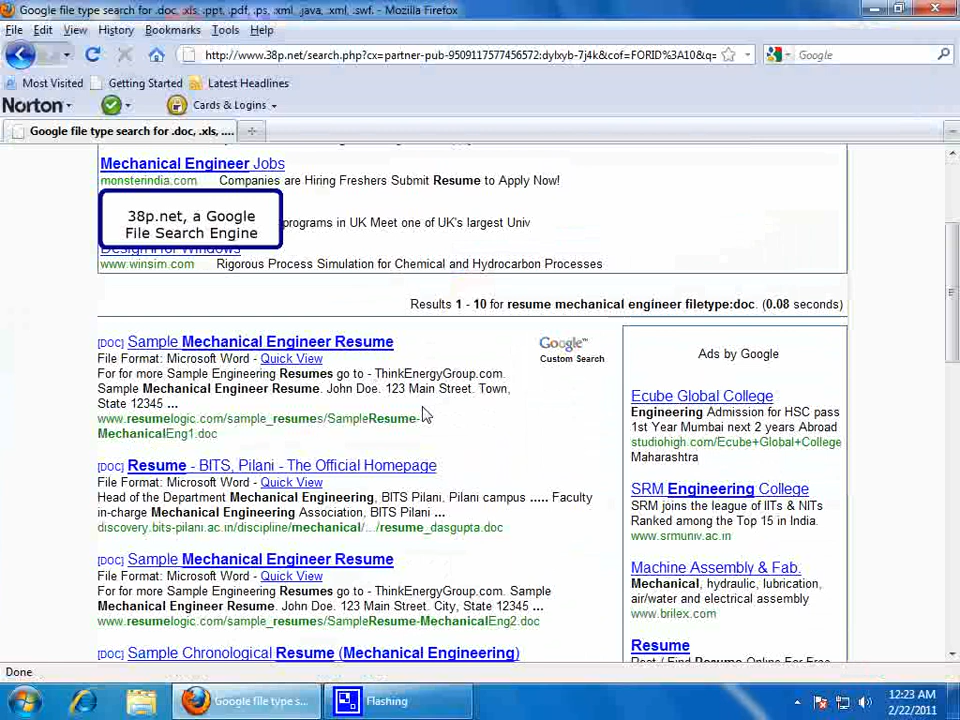 Google file type search for .doc, .xls, .ppt, .pdf, .ps, .xml, .java, .xml, .swf. - Mozilla Firefox
File Edit View History Bookmarks Tools Help
http://www.38p.net/search.php?cx=partner-pub-9509117577456572:dylxyb-7j4k&cof=FORID%3A10&q= Google
Most Visited Getting Started Latest Headlines
Norton Cards & Logins
Google file type search for .doc, .xls, ....
Mechanical Engineer Jobs
monsterindia.com Companies are Hiring Freshers Submit Resume to Apply Now!
38p.net, a Google
File Search Engine
programs in UK Meet one of UK's largest Univ
www.winsim.com Rigorous Process Simulation for Chemical and Hydrocarbon Processes
Results 1 - 10 for resume mechanical engineer filetype:doc. (0.08 seconds)
[DOC] Sample Mechanical Engineer Resume
File Format: Microsoft Word - Quick View
For for more Sample Engineering Resumes go to - ThinkEnergyGroup.com.
Sample Mechanical Engineer Resume. John Doe. 123 Main Street. Town,
State 12345 ...
www.resumelogic.com/sample_resumes/SampleResume-
MechanicalEng1.doc
Google™
Custom Search
[DOC] Resume - BITS, Pilani - The Official Homepage
File Format: Microsoft Word - Quick View
Head of the Department Mechanical Engineering, BITS Pilani, Pilani campus ..... Faculty
in-charge Mechanical Engineering Association, BITS Pilani ...
discovery.bits-pilani.ac.in/discipline/mechanical/.../resume_dasgupta.doc
[DOC] Sample Mechanical Engineer Resume
File Format: Microsoft Word - Quick View
For for more Sample Engineering Resumes go to - ThinkEnergyGroup.com. Sample
Mechanical Engineer Resume. John Doe. 123 Main Street. City, State 12345 ...
www.resumelogic.com/sample_resumes/SampleResume-MechanicalEng2.doc
[DOC] Sample Chronological Resume (Mechanical Engineering)
Ads by Google
Ecube Global College
Engineering Admission for HSC pass
1st Year Mumbai next 2 years Abroad
studiohigh.com/Ecube+Global+College
Maharashtra
SRM Engineering College
SRM joins the league of IITs & NITs
Ranked among the Top 15 in India.
www.srmuniv.ac.in
Machine Assembly & Fab.
Mechanical, hydraulic, lubrication,
air/water and electrical assembly
www.brilex.com
Resume
Post / Find Resume Online For Free
Done
Google file type s... Flashing
12:23 AM
2/22/2011